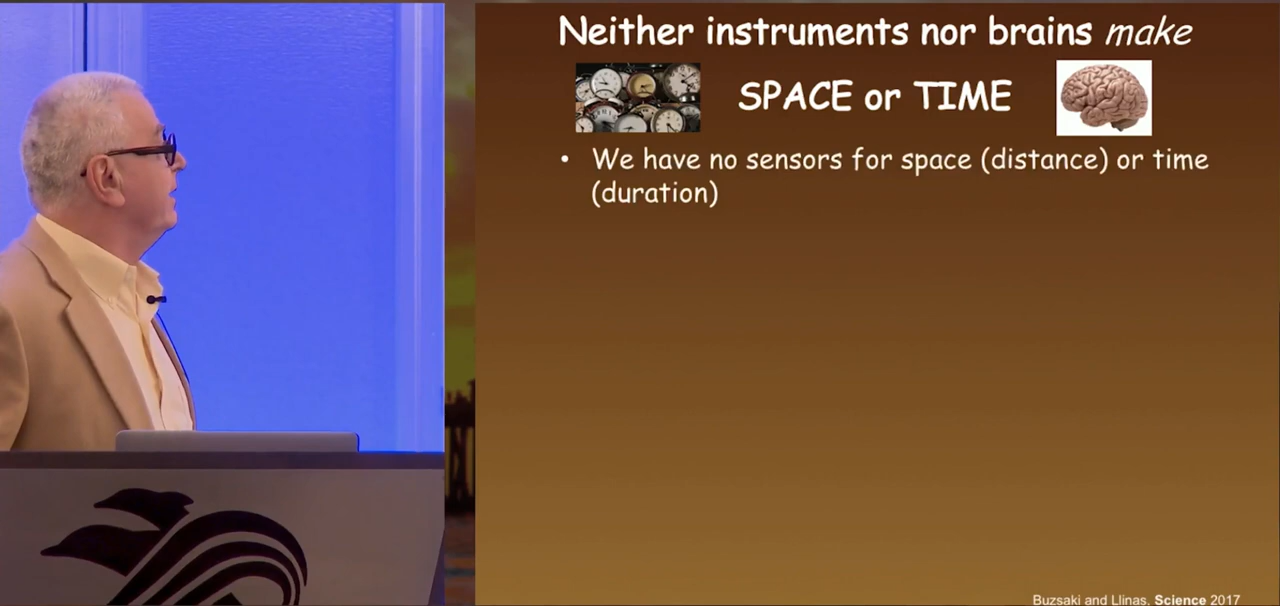 Neither instruments nor brains make
SPACE or TIME
• We have no sensors for space (distance) or time
(duration)
Buzsaki and Llinas, Science 2017